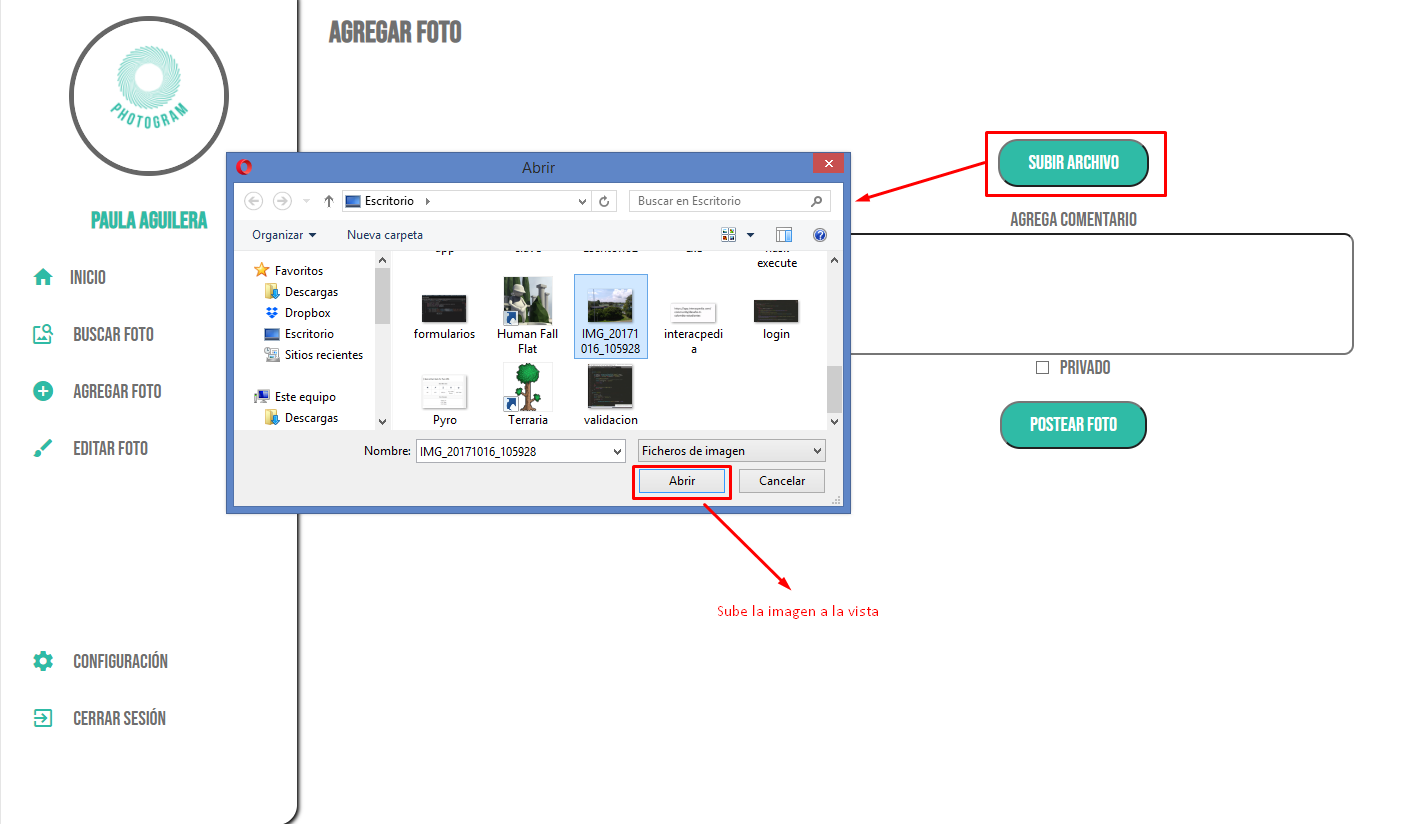 PHOTOGRAM
PAULA AGUILERA
INICIO
BUSCAR FOTO
AGREGAR FOTO
EDITAR FOTO
CONFIGURACIÓN
CERRAR SESIÓN
AGREGAR FOTO
SUBIR ARCHIVO
AGREGA COMENTARIO
PRIVADO
POSTEAR FOTO
Abrir
Escritorio
Buscar en Escritorio
Organizar
Nueva carpeta
Favoritos
Descargas
Dropbox
Escritorio
Sitios recientes
Este equipo
Descargas
execute
formularios
Human Fall
Flat
IMG_20171
016_105928
interacpedi
a
login
Pyro
Terraria
validacion
Nombre:
IMG_20171016_105928
Ficheros de imagen
Abrir
Cancelar
Sube la imagen a la vista